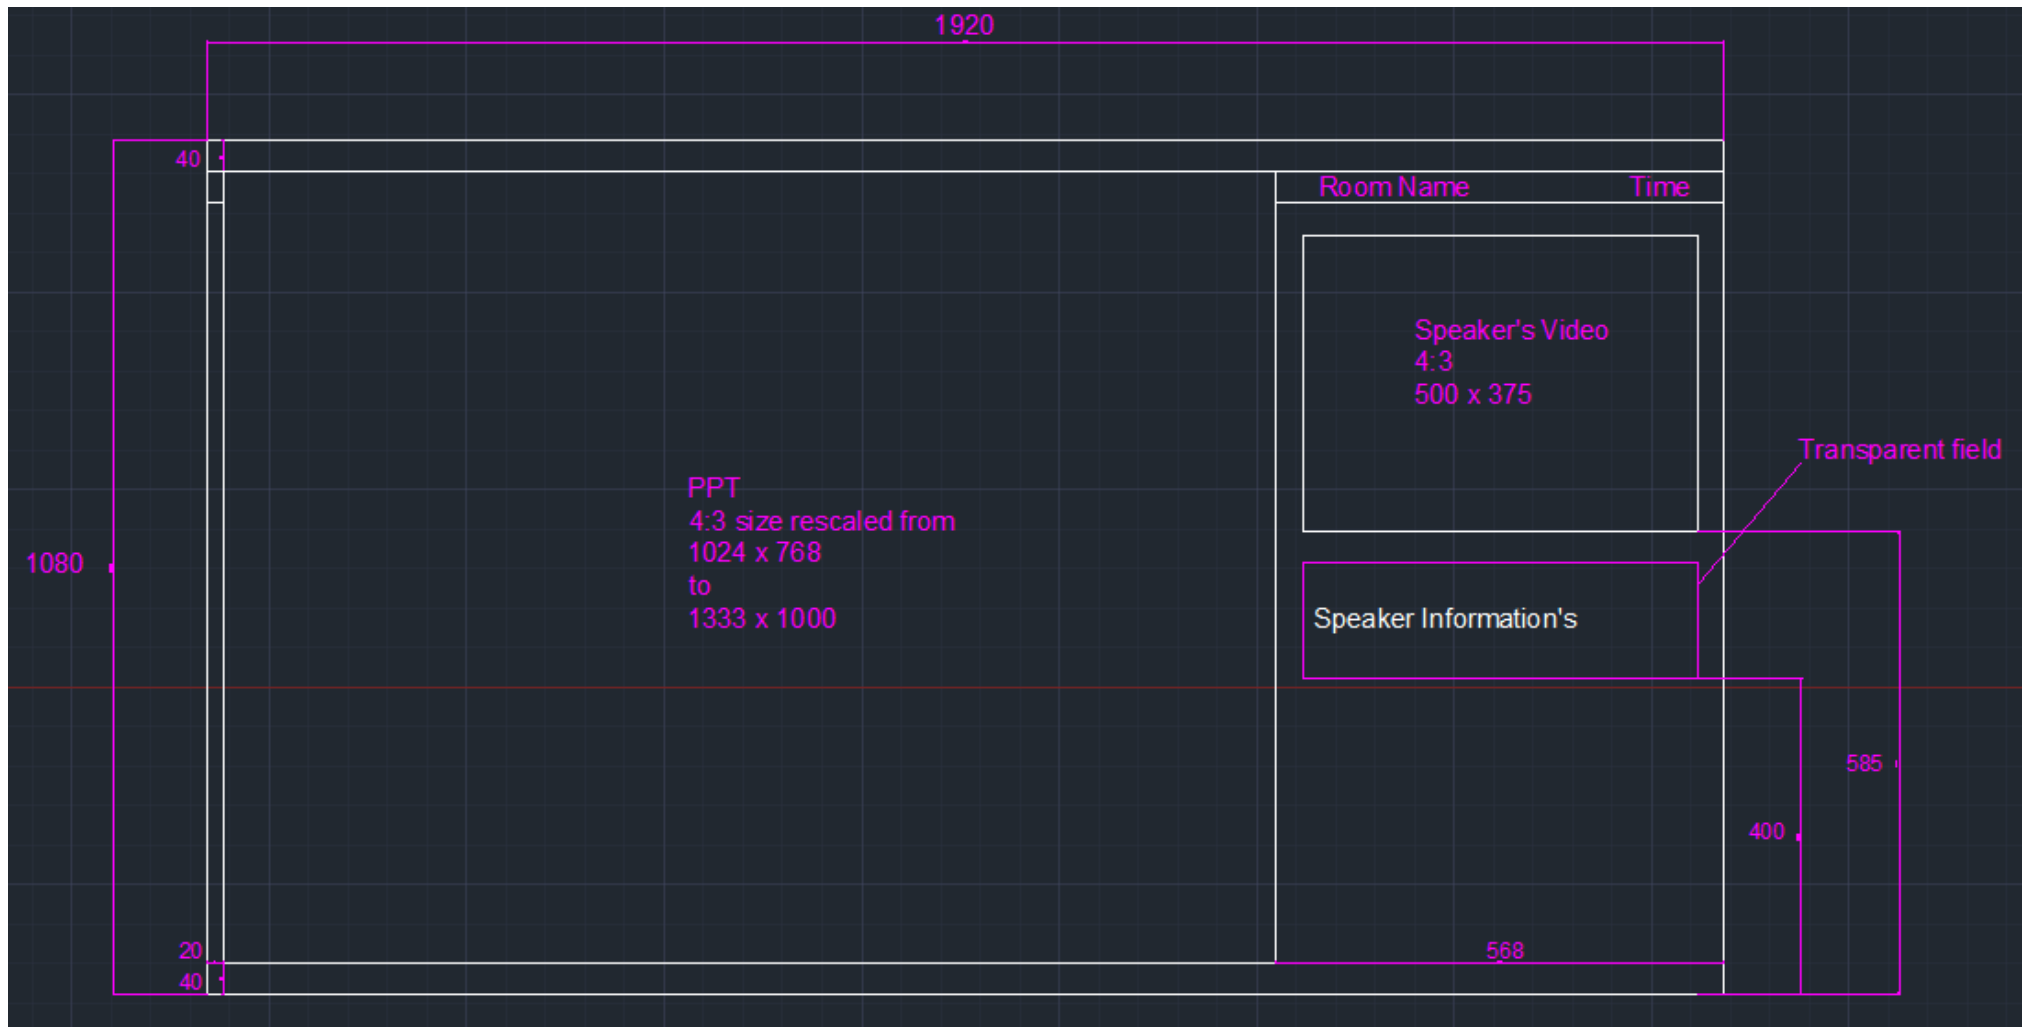 1920
40
Room Name Time
Speaker's Video
4:3
500 x 375
Transparent field
PPT
4:3 size rescaled from
1024 x 768
to
1333 x 1000
1080
Speaker Information's
585
400
20
568
40